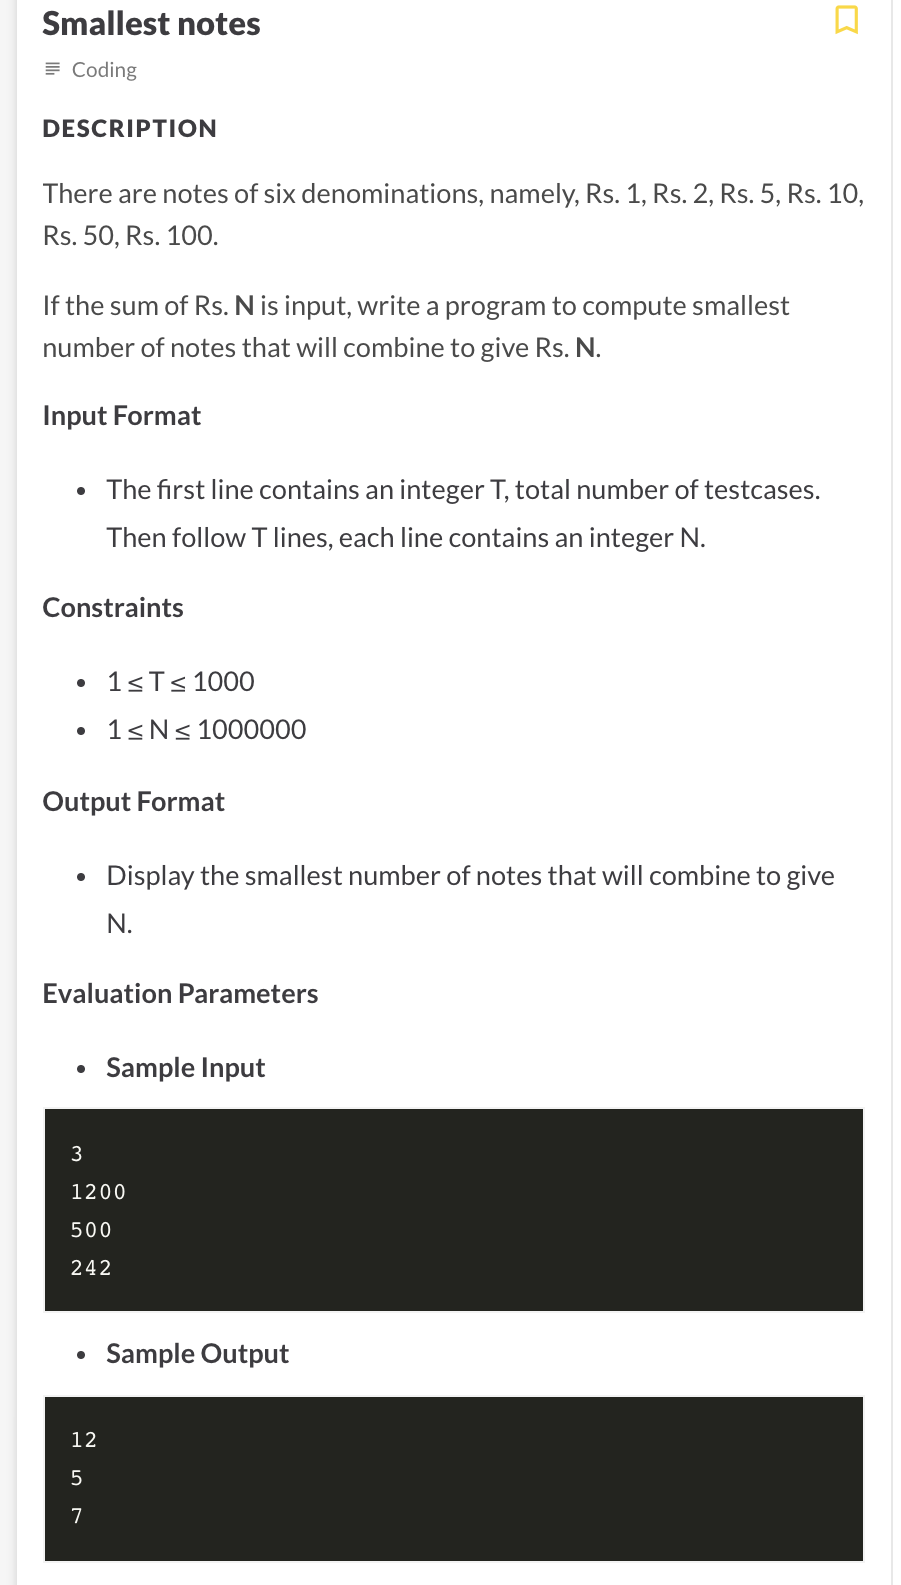 Smallest notes
Coding
DESCRIPTION
There are notes of six denominations, namely, Rs. 1, Rs. 2, Rs. 5, Rs. 10,
Rs. 50, Rs. 100.
If the sum of Rs. N is input, write a program to compute smallest
number of notes that will combine to give Rs. N.
Input Format
• The first line contains an integer T, total number of testcases.
Then follow T lines, each line contains an integer N.
Constraints
• 1 ≤ T ≤ 1000
• 1 ≤ N ≤ 1000000
Output Format
• Display the smallest number of notes that will combine to give
N.
Evaluation Parameters
• Sample Input
3
1200
500
242
• Sample Output
12
5
7